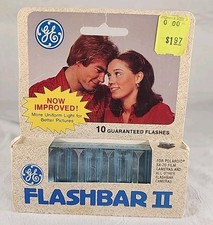 GE
0 00
$1.97
NOW
IMPROVED!
More Uniform Light for
Better Pictures
10 GUARANTEED FLASHES
GE
FOR POLAROID
SX-70 FILM
CAMERAS AND
ALL OTHER
FLASHBAR
CAMERAS
FLASHBAR II